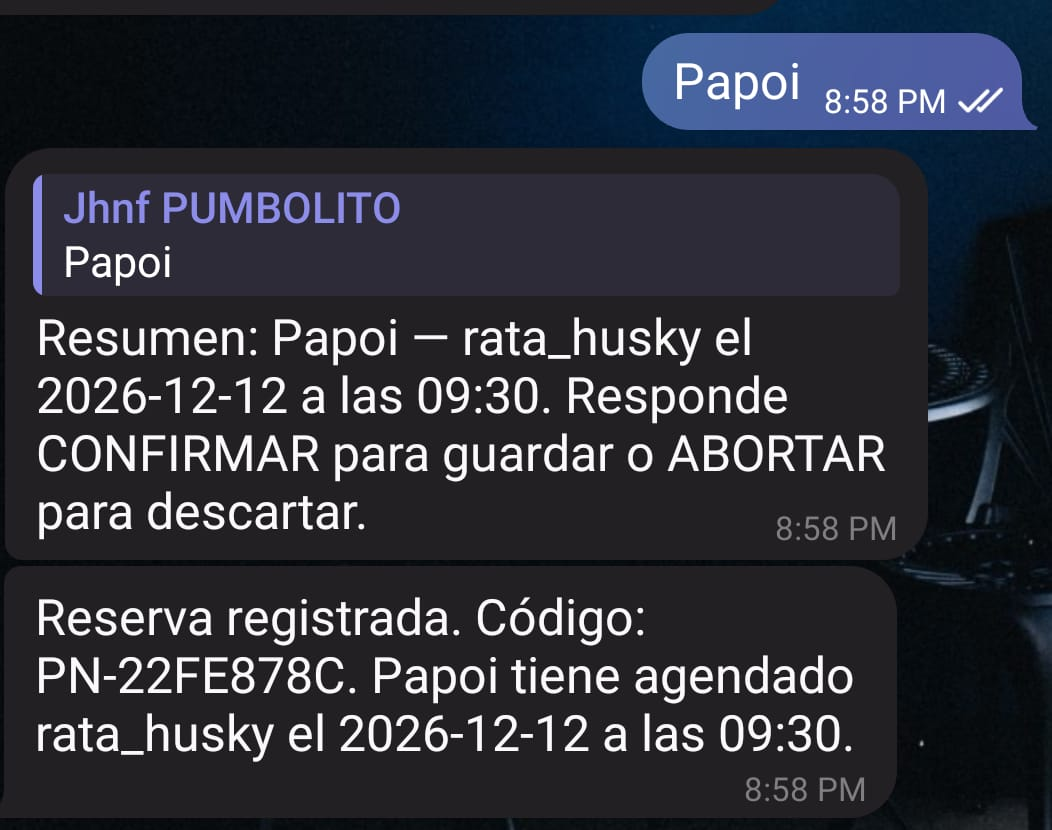 Papoi 8:58 PM
Jhnf PUMBOLITO
Papoi
Resumen: Papoi — rata_husky el
2026-12-12 a las 09:30. Responde
CONFIRMAR para guardar o ABORTAR
para descartar.
8:58 PM
Reserva registrada. Código:
PN-22FE878C. Papoi tiene agendado
rata_husky el 2026-12-12 a las 09:30.
8:58 PM